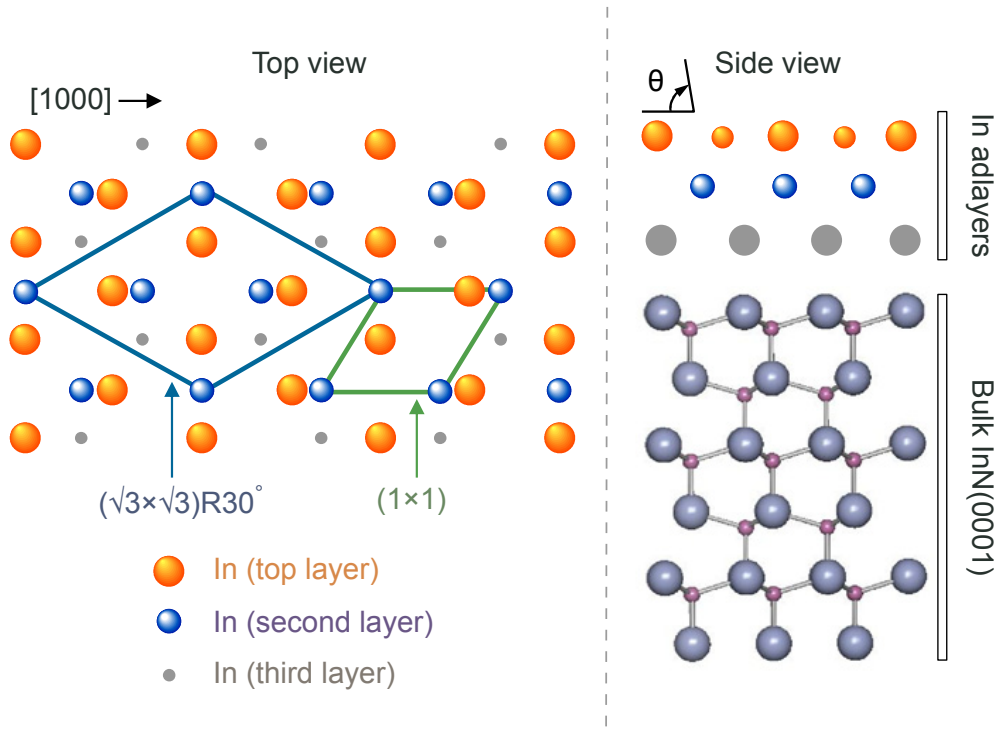 Top view
[1000]
(√3×√3)R30°
(1×1)
In (top layer)
In (second layer)
In (third layer)
Side view
θ
In adlayers
Bulk InN(0001)